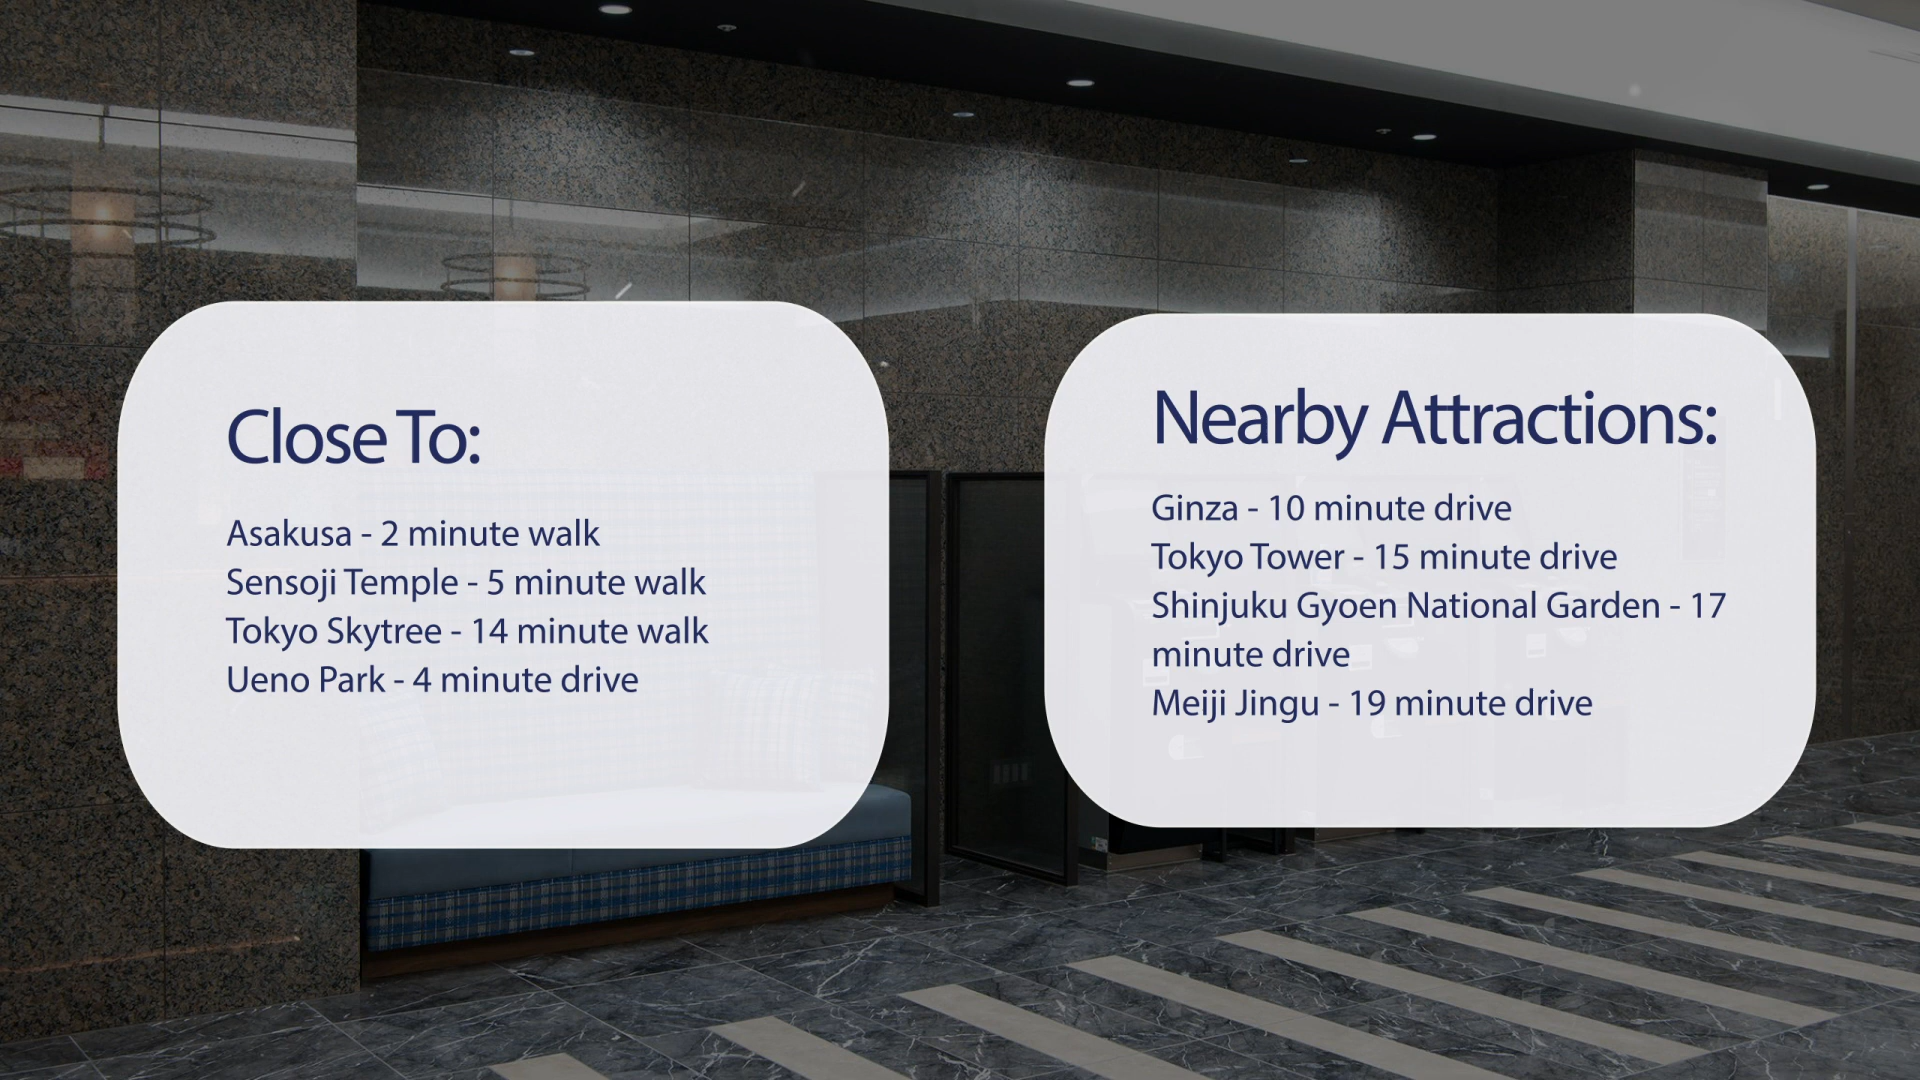 Close To:
Asakusa - 2 minute walk
Sensoji Temple - 5 minute walk
Tokyo Skytree - 14 minute walk
Ueno Park - 4 minute drive
Nearby Attractions:
Ginza - 10 minute drive
Tokyo Tower - 15 minute drive
Shinjuku Gyoen National Garden - 17
minute drive
Meiji Jingu - 19 minute drive